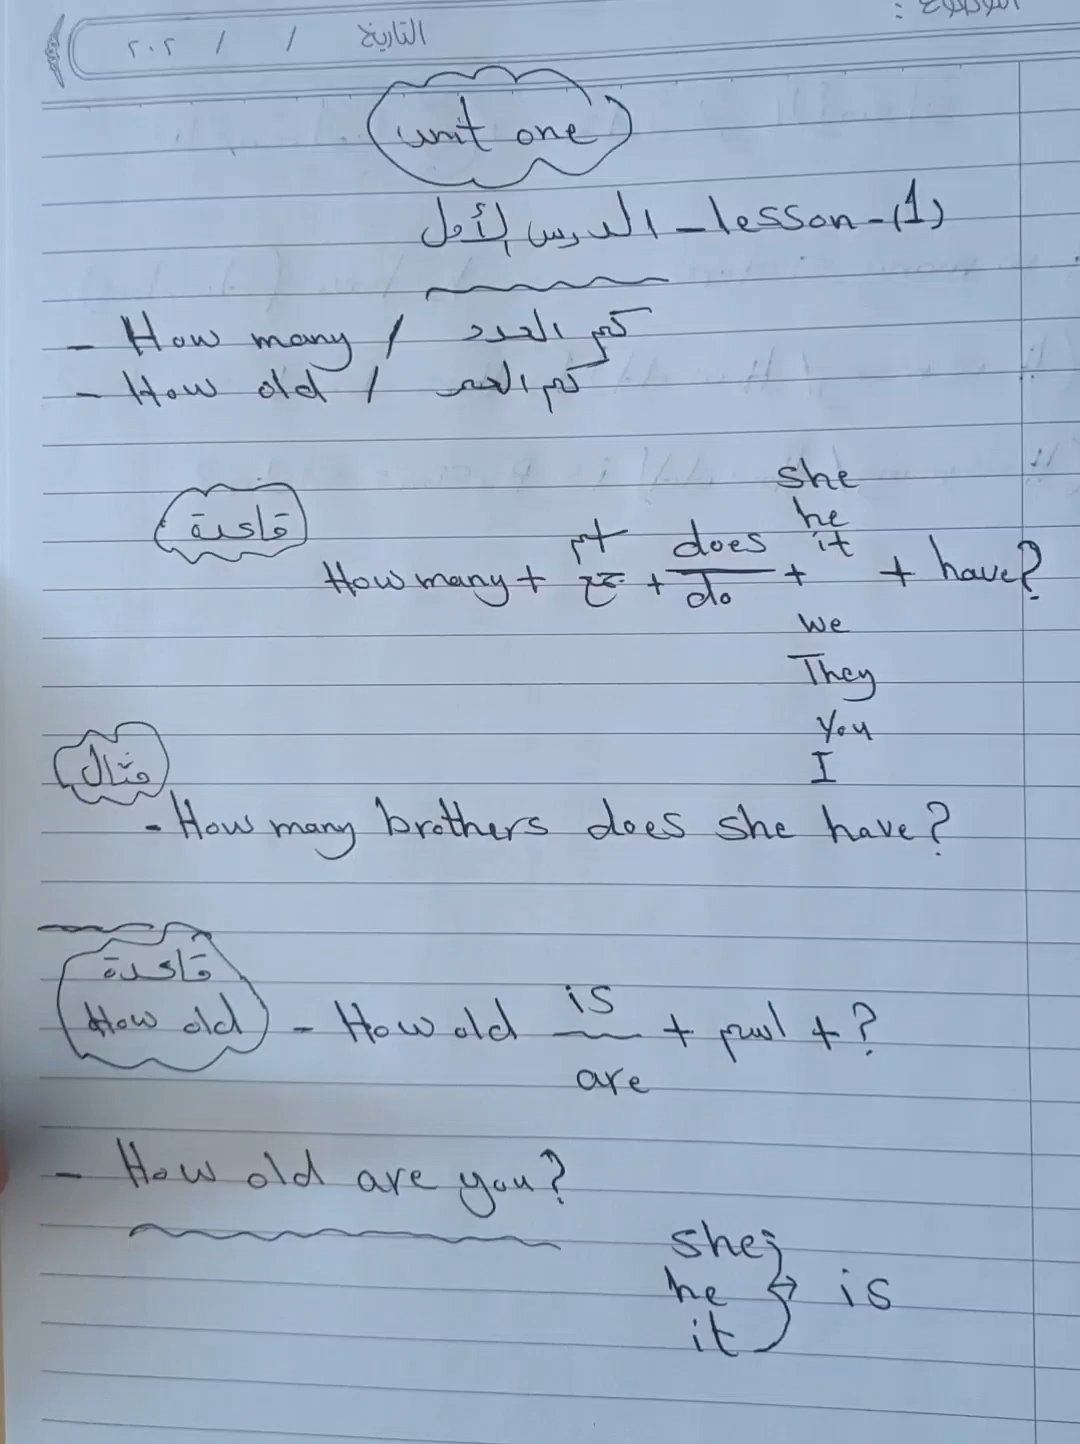 الموضوع :
التاريخ / / ٢٠٢
unit one
الدرس الأول - lesson - (1)
- How many / كم العدد
- How old / كم العمر
قاعدة
How many + اسم جمع + does / do + she he it we They You I + have?
مثال
- How many brothers does she have?
قاعدة
How old
- How old is / are + اسم + ?
- How old are you?
she
he
it
is